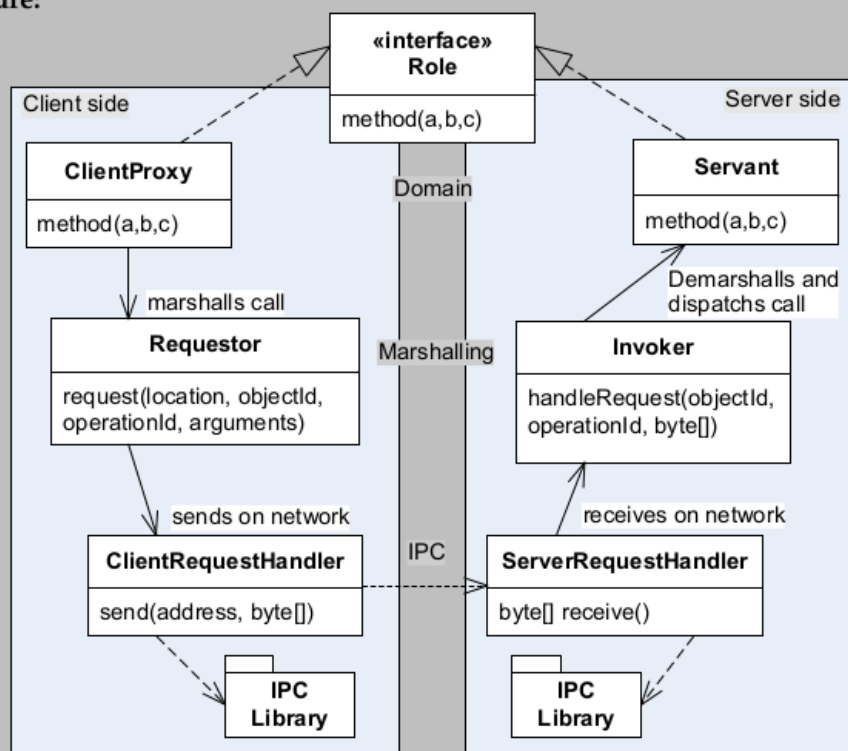 ure.
«interface»
Role
method(a,b,c)
Client side
Server side
ClientProxy
method(a,b,c)
Domain
Servant
method(a,b,c)
marshalls call
Demarshalls and
dispatchs call
Requestor
request(location, objectId,
operationId, arguments)
Marshalling
Invoker
handleRequest(objectId,
operationId, byte[])
sends on network
receives on network
ClientRequestHandler
send(address, byte[])
IPC
ServerRequestHandler
byte[] receive()
IPC
Library
IPC
Library